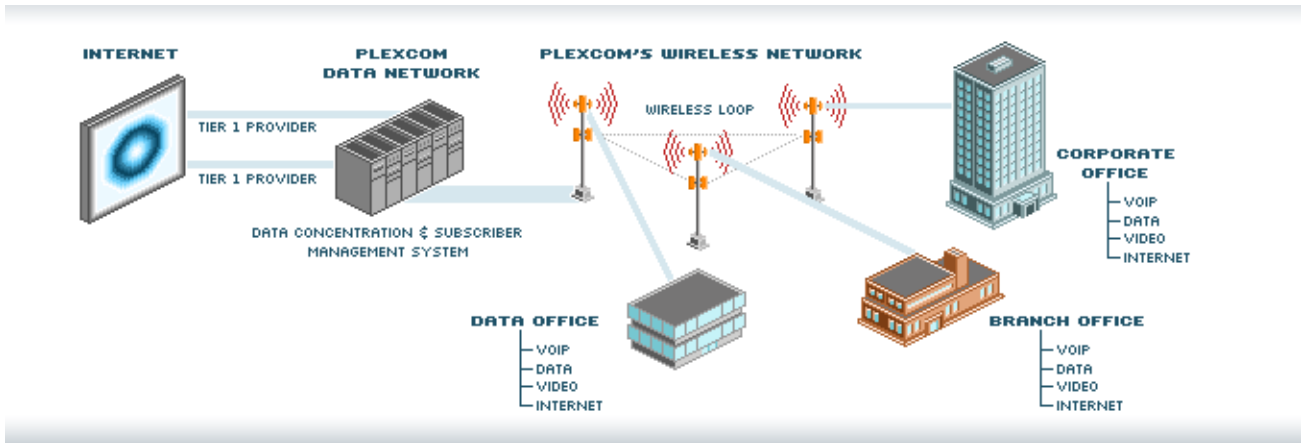 INTERNET
PLEXCOM
DATA NETWORK
PLEXCOM'S WIRELESS NETWORK
WIRELESS LOOP
TIER 1 PROVIDER
TIER 1 PROVIDER
DATA CONCENTRATION & SUBSCRIBER
MANAGEMENT SYSTEM
CORPORATE
OFFICE
VOIP
DATA
VIDEO
INTERNET
DATA OFFICE
VOIP
DATA
VIDEO
INTERNET
BRANCH OFFICE
VOIP
DATA
VIDEO
INTERNET